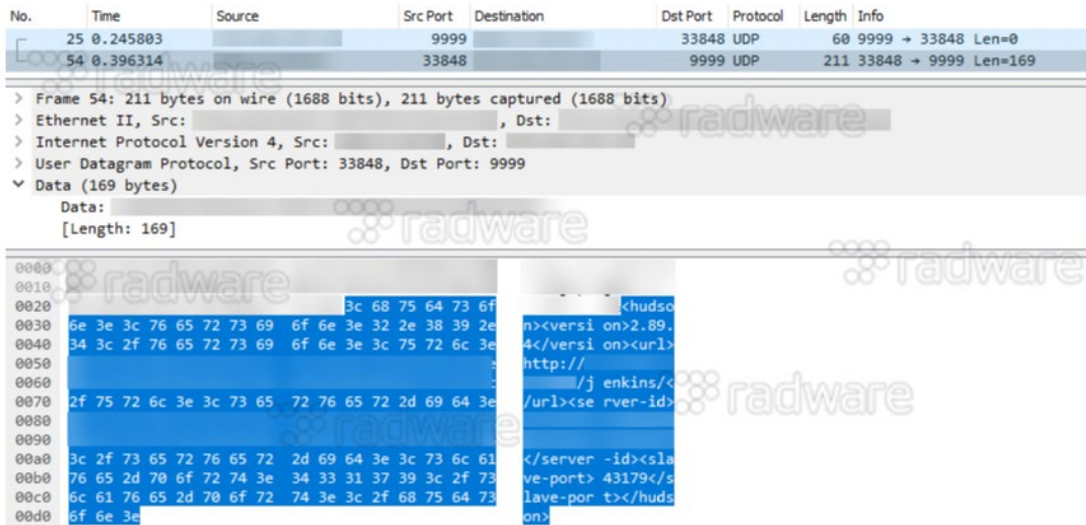 No. Time Source Src Port Destination Dst Port Protocol Length Info
25 0.245803 9999 33848 UDP 60 9999 → 33848 Len=0
54 0.396314 33848 9999 UDP 211 33848 → 9999 Len=169
radware
> Frame 54: 211 bytes on wire (1688 bits), 211 bytes captured (1688 bits)
radware
> Ethernet II, Src: , Dst:
> Internet Protocol Version 4, Src: , Dst:
> User Datagram Protocol, Src Port: 33848, Dst Port: 9999
Data (169 bytes)
Data:
radware
[Length: 169]
radware
0000
radware
0010
0020 3c 68 75 64 73 6f <hudso
0030 6e 3e 3c 76 65 72 73 69 6f 6e 3e 32 2e 38 39 2e n><versi on>2.89.
0040 34 3c 2f 76 65 72 73 69 6f 6e 3e 3c 75 72 6c 3e 4</versi on><url>
0050 http://
0060 /j enkins/<
0070 2f 75 72 6c 3e 3c 73 65 72 76 65 72 2d 69 64 3e /url><se rver-id>
radware
0080
0090
radware
00a0 3c 2f 73 65 72 76 65 72 2d 69 64 3e 3c 73 6c 61 </server -id><sla
00b0 76 65 2d 70 6f 72 74 3e 34 33 31 37 39 3c 2f 73 ve-port> 43179</s
00c0 6c 61 76 65 2d 70 6f 72 74 3e 3c 2f 68 75 64 73 lave-por t></huds
00d0 6f 6e 3e on>